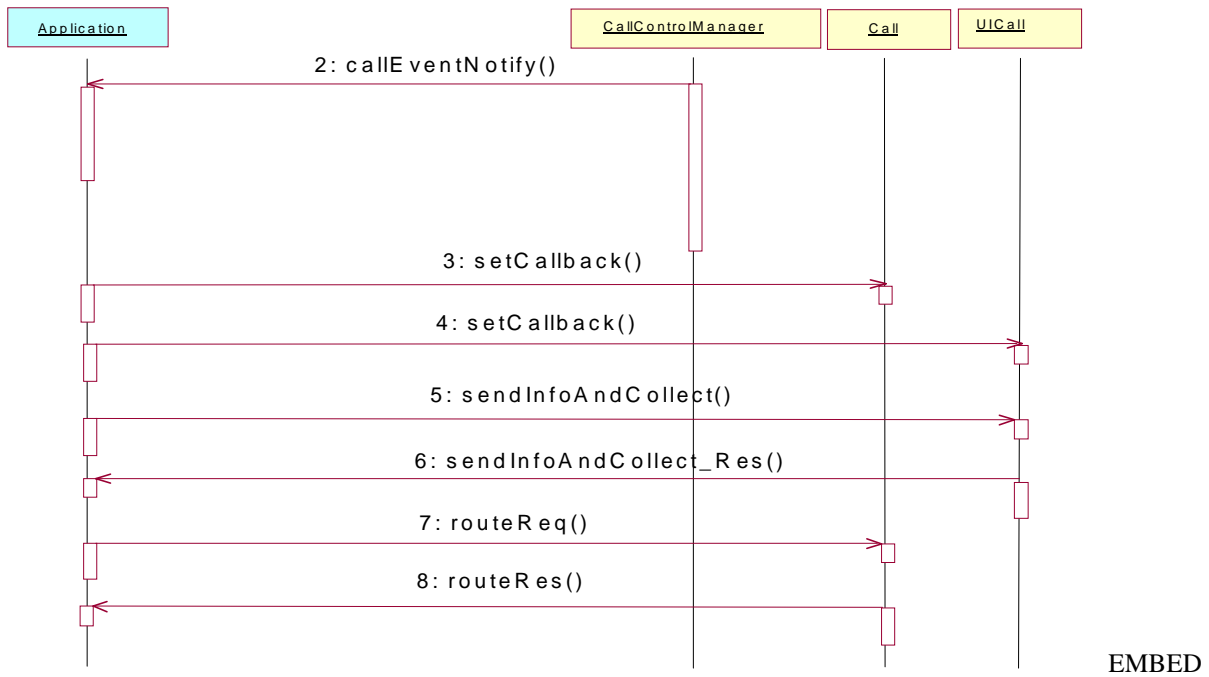 Application
CallControlManager
Call
UICall
2: callEventNotify()
3: setCallback()
4: setCallback()
5: sendInfoAndCollect()
6: sendInfoAndCollect_Res()
7: routeReq()
8: routeRes()
EMBED